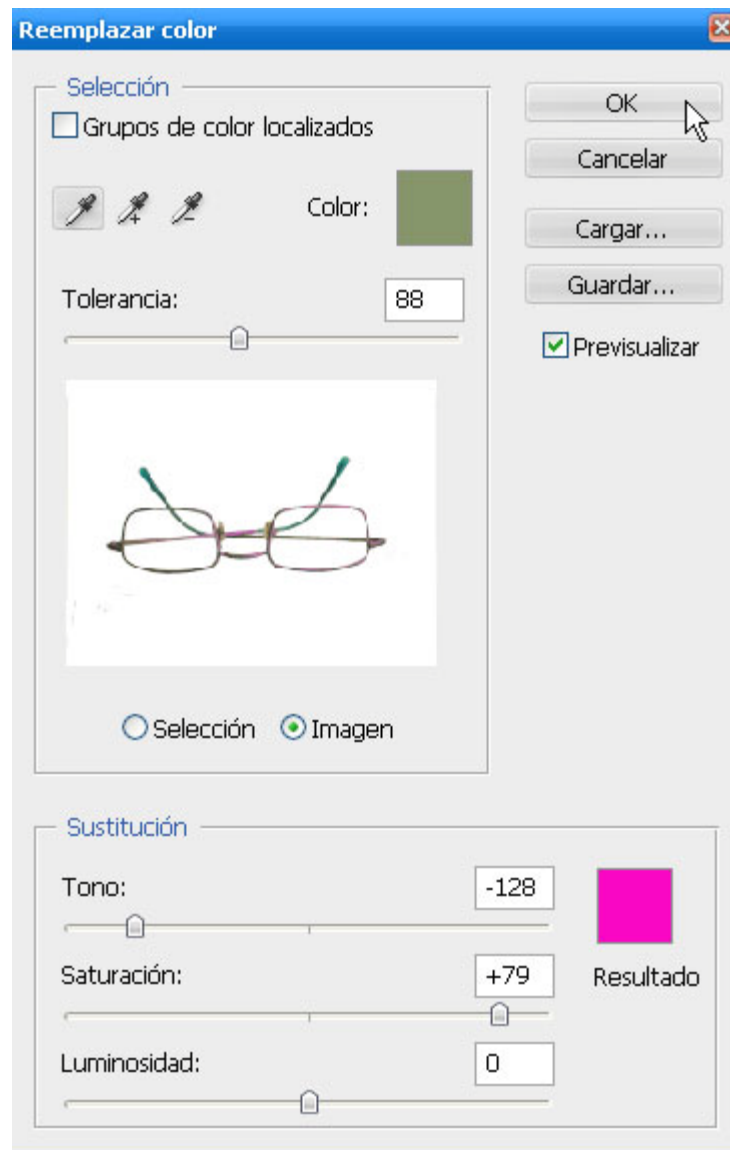 Reemplazar color
Selección
Grupos de color localizados
Color:
Tolerancia:
88
Selección
Imagen
OK
Cancelar
Cargar...
Guardar...
Previsualizar
Sustitución
Tono:
-128
Saturación:
+79
Resultado
Luminosidad:
0